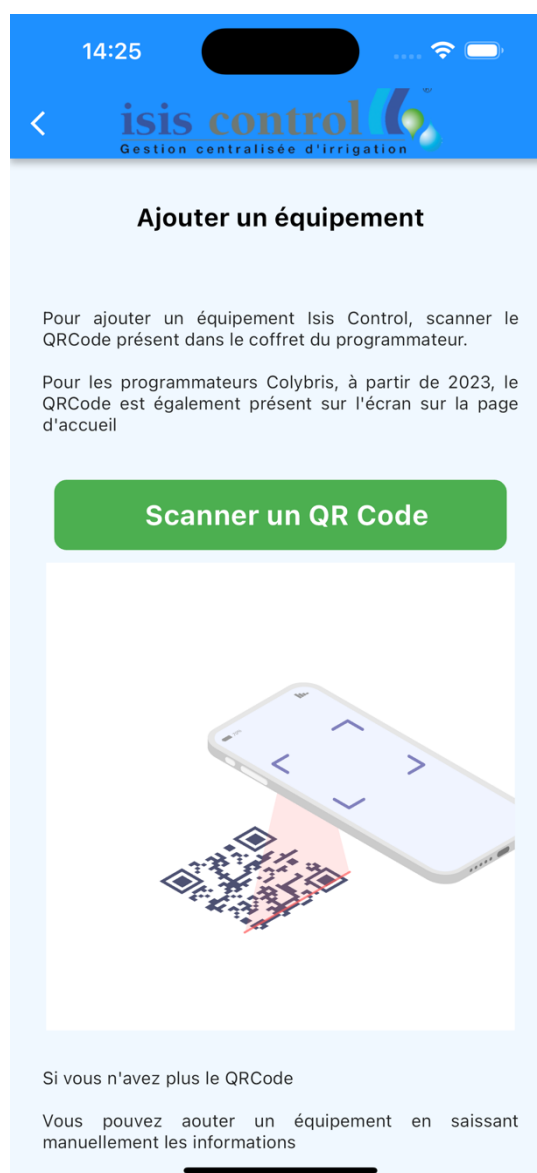 14:25
isis control ®
Gestion centralisée d'irrigation
Ajouter un équipement
Pour ajouter un équipement Isis Control, scanner le
QRCode présent dans le coffret du programmateur.
Pour les programmateurs Colybris, à partir de 2023, le
QRCode est également présent sur l'écran sur la page
d'accueil
Scanner un QR Code
Si vous n'avez plus le QRCode
Vous pouvez aouter un équipement en saissant
manuellement les informations